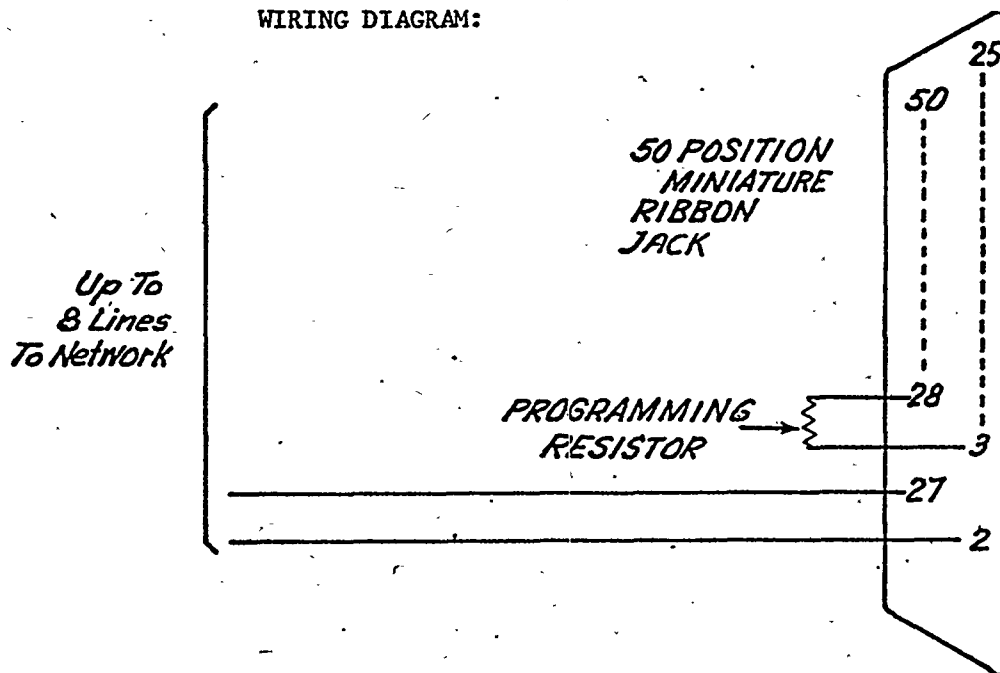 WIRING DIAGRAM:
25
50
50 POSITION
MINIATURE
RIBBON
JACK
Up To
8 Lines
To Network
28
PROGRAMMING
RESISTOR
3
27
2